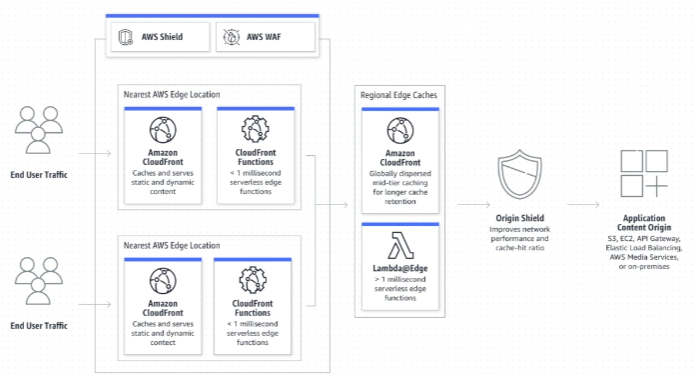 AWS Shield
AWS WAF
Nearest AWS Edge Location
Amazon
CloudFront
Caches and serves
static and dynamic
content
CloudFront
Functions
< 1 millisecond
serverless edge
functions
End User Traffic
Nearest AWS Edge Location
Amazon
CloudFront
Caches and serves
static and dynamic
contect
CloudFront
Functions
< 1 millisecond
serverless edge
functions
End User Traffic
Regional Edge Caches
Amazon
CloudFront
Globally dispersed
mid-tier caching
for longer cache
retention
Lambda@Edge
> 1 millisecond
serverless edge
functions
Origin Shield
Improves network
performance and
cache-hit ratio
Application
Content Origin
S3, EC2, API Gateway,
Elastic Load Balancing,
AWS Media Services,
or on-premises